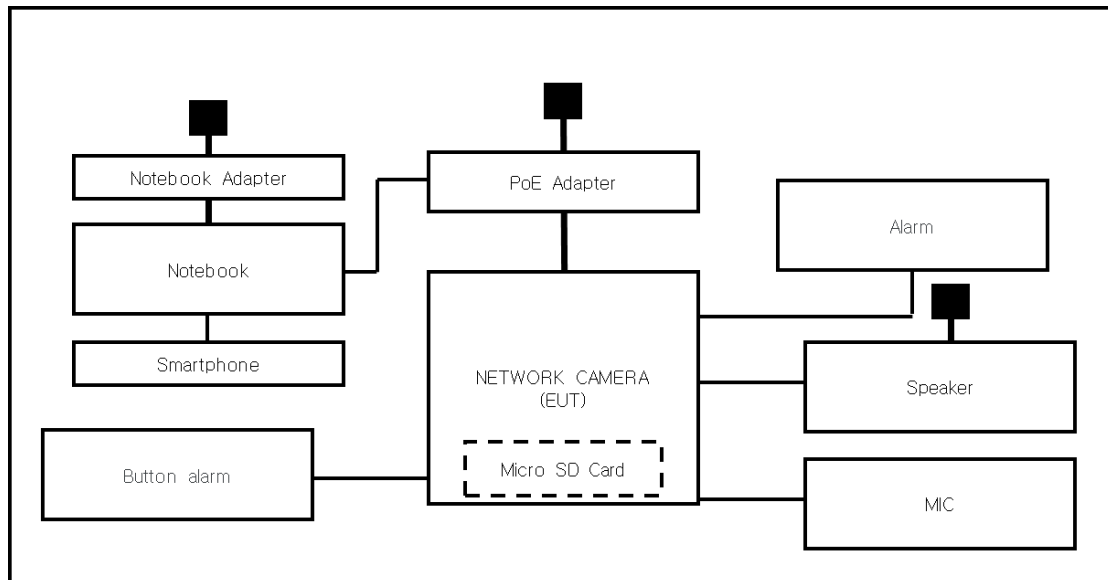 Notebook Adapter
PoE Adapter
Alarm
Notebook
Smartphone
NETWORK CAMERA
(EUT)
Speaker
Button alarm
Micro SD Card
MIC